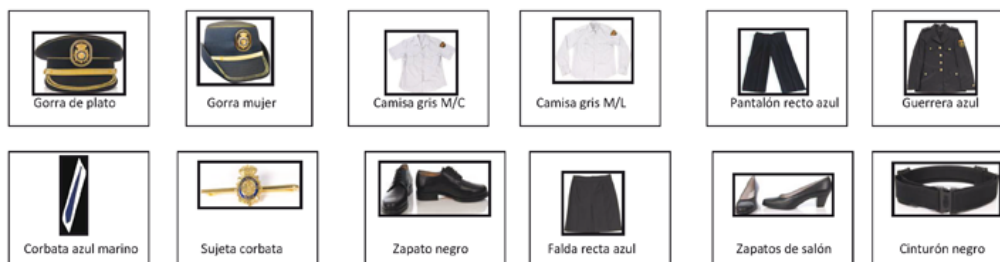 Gorra de plato
Gorra mujer
Camisa gris M/C
Camisa gris M/L
Pantalón recto azul
Guerrera azul
Corbata azul marino
Sujeta corbata
Zapato negro
Falda recta azul
Zapatos de salón
Cinturón negro